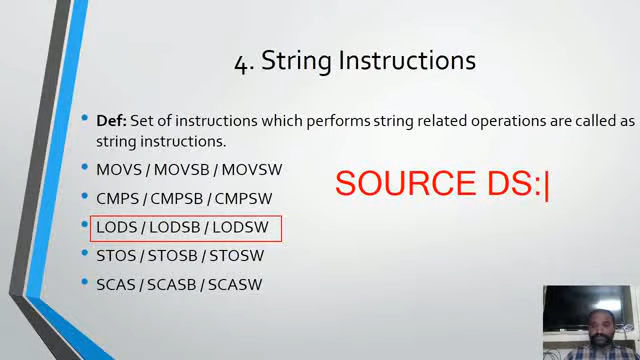 4. String Instructions
Def: Set of instructions which performs string related operations are called as
string instructions.
MOVS / MOVSB / MOVSW
CMPS / CMPSB / CMPSW
LODS / LODSB / LODSW
STOS / STOSB / STOSW
SCAS / SCASB / SCASW
SOURCE DS: